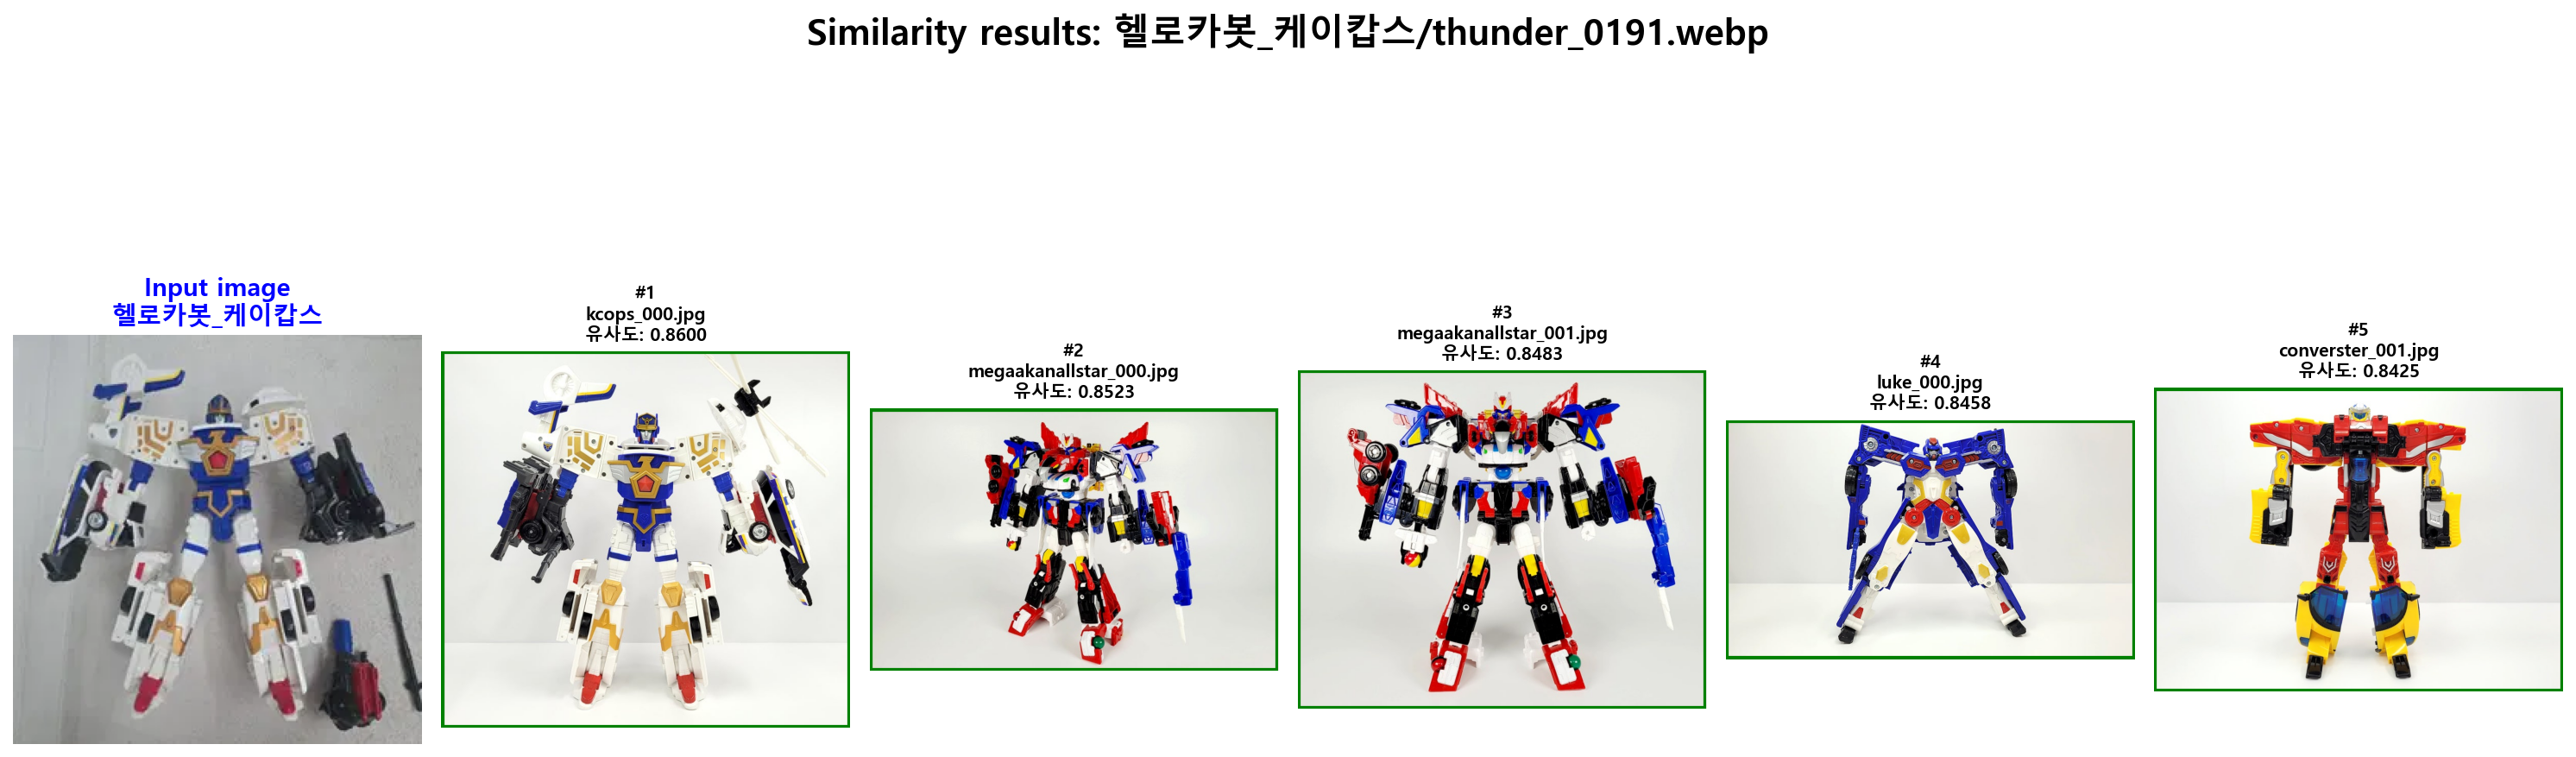 Similarity results: 헬로카봇_케이캅스/thunder_0191.webp
Input image
헬로카봇_케이캅스
#1
kcops_000.jpg
유사도: 0.8600
#2
megaakanallstar_000.jpg
유사도: 0.8523
#3
megaakanallstar_001.jpg
유사도: 0.8483
#4
luke_000.jpg
유사도: 0.8458
#5
converster_001.jpg
유사도: 0.8425